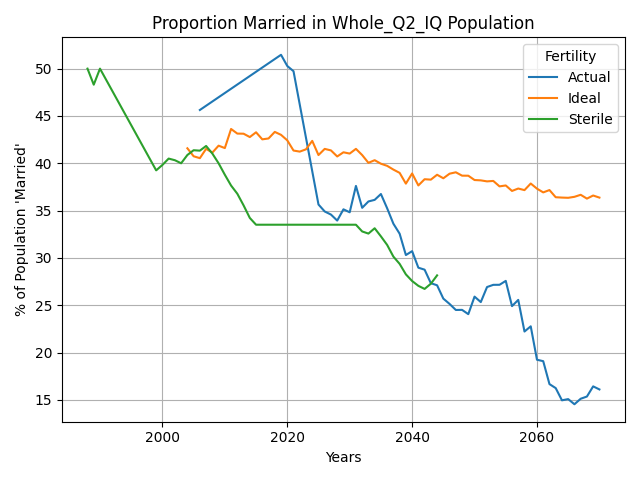 Proportion Married in Whole_Q2_IQ Population
% of Population 'Married'
50
45
40
35
30
25
20
15
Fertility
Actual
Ideal
Sterile
2000
2020
2040
2060
Years